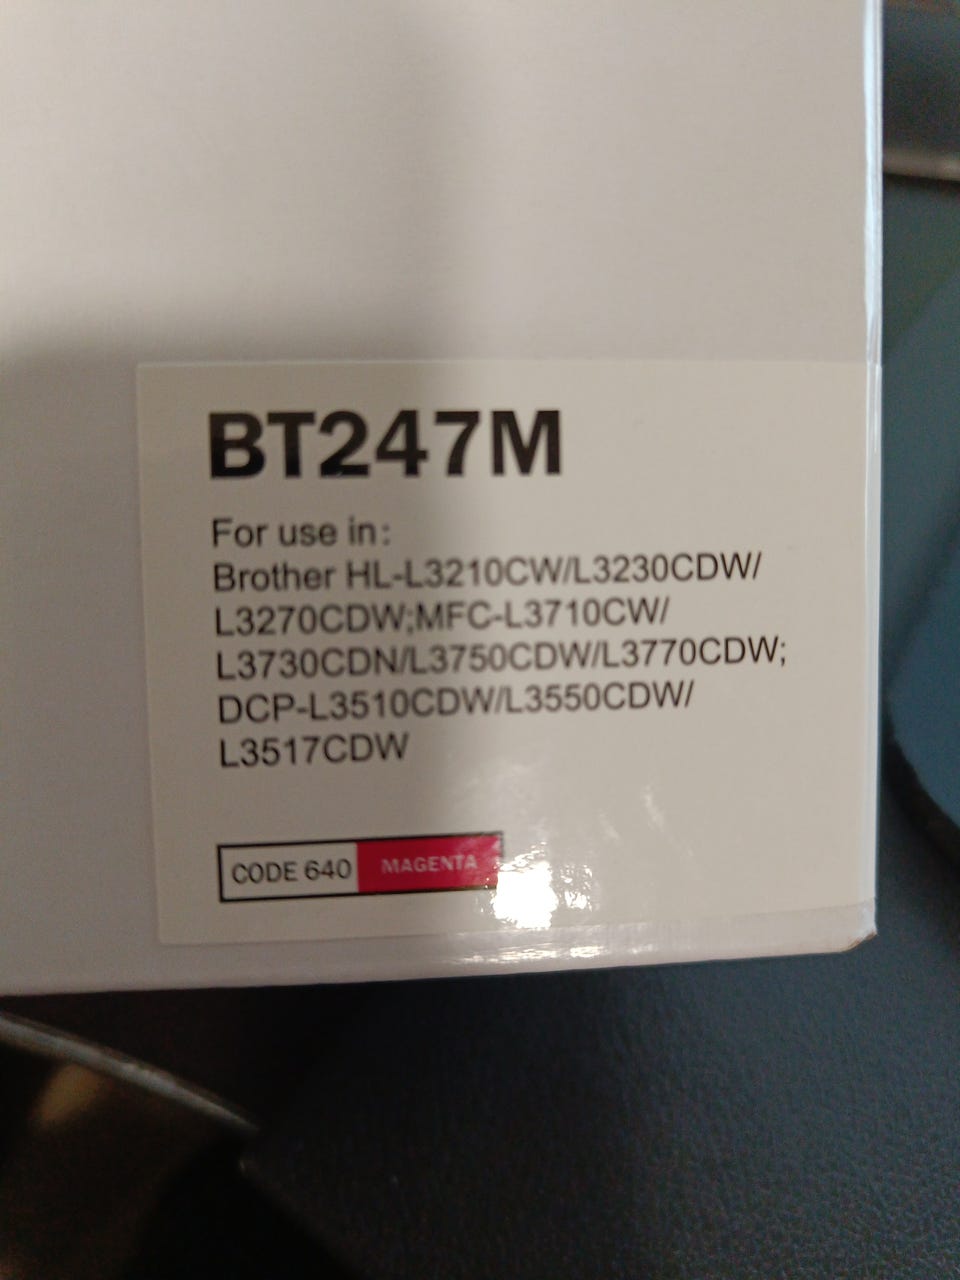 BT247M
For use in:
Brother HL-L3210CW/L3230CDW/
L3270CDW;MFC-L3710CW/
L3730CDN/L3750CDW/L3770CDW;
DCP-L3510CDW/L3550CDW/
L3517CDW
CODE 640 MAGENTA